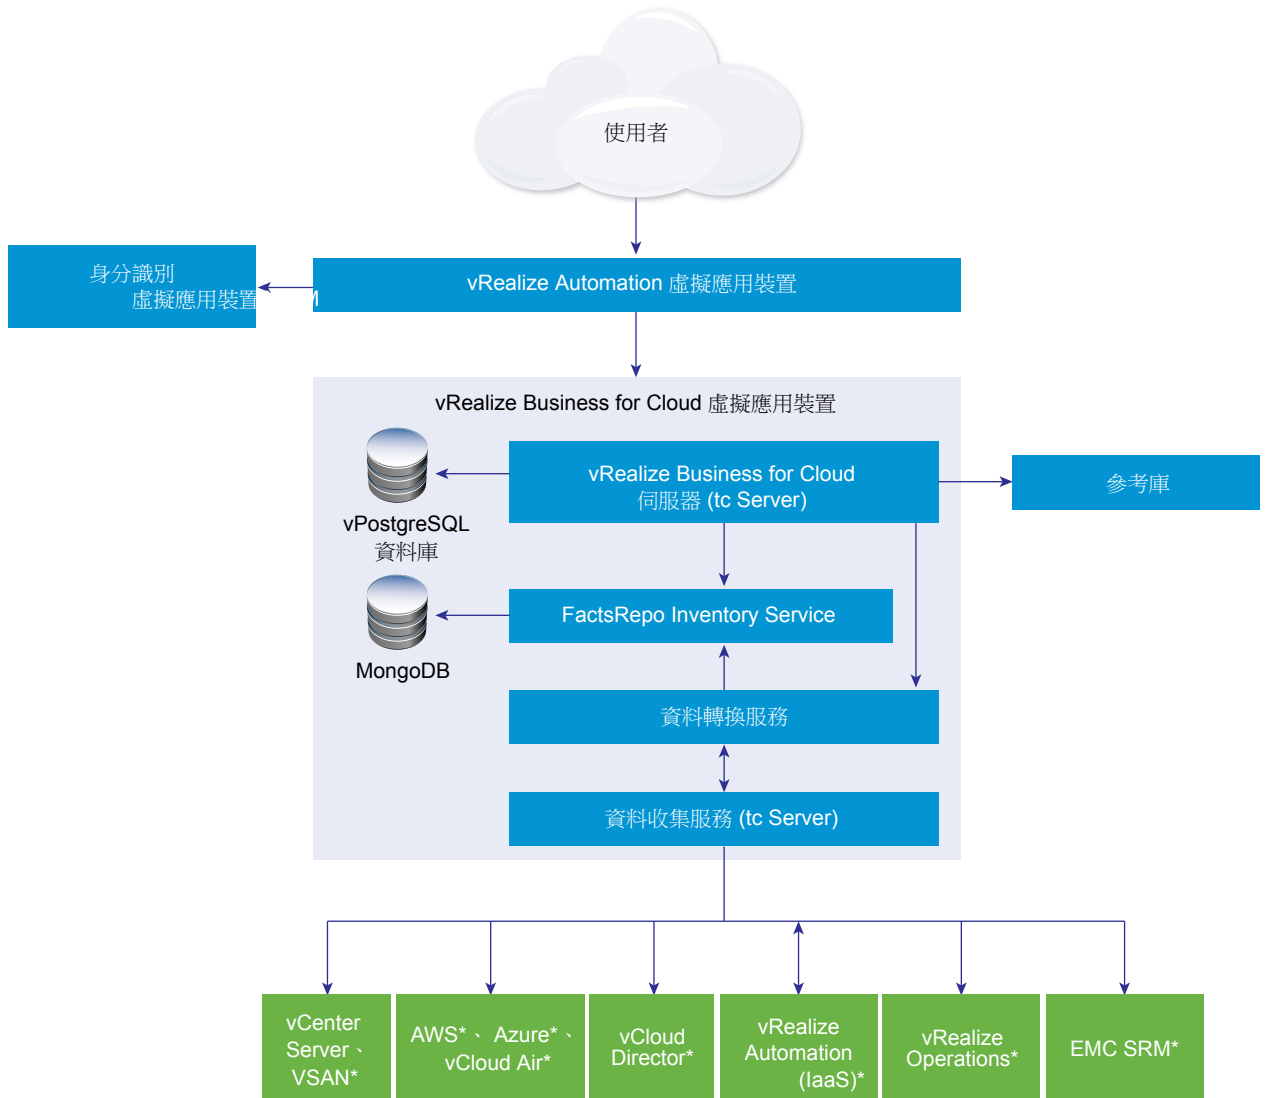 使用者
身分識別
虛擬應用裝置
vRealize Automation 虛擬應用裝置
vRealize Business for Cloud 虛擬應用裝置
vRealize Business for Cloud
伺服器 (tc Server)
參考庫
vPostgreSQL
資料庫
FactsRepo Inventory Service
MongoDB
資料轉換服務
資料收集服務 (tc Server)
vCenter
Server、
VSAN*
AWS*、 Azure*、
vCloud Air*
vCloud
Director*
vRealize
Automation
(IaaS)*
vRealize
Operations*
EMC SRM*